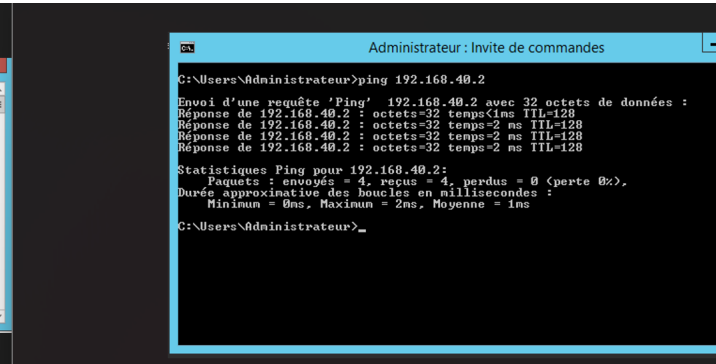 Administrateur : Invite de commandes
C:\Users\Administrateur>ping 192.168.40.2
Envoi d'une requête 'Ping'  192.168.40.2 avec 32 octets de données :
Réponse de 192.168.40.2 : octets=32 temps<1ms TTL=128
Réponse de 192.168.40.2 : octets=32 temps=2 ms TTL=128
Réponse de 192.168.40.2 : octets=32 temps=2 ms TTL=128
Réponse de 192.168.40.2 : octets=32 temps=2 ms TTL=128
Statistiques Ping pour 192.168.40.2:
    Paquets : envoyés = 4, reçus = 4, perdus = 0 (perte 0%),
Durée approximative des boucles en millisecondes :
    Minimum = 0ms, Maximum = 2ms, Moyenne = 1ms
C:\Users\Administrateur>_